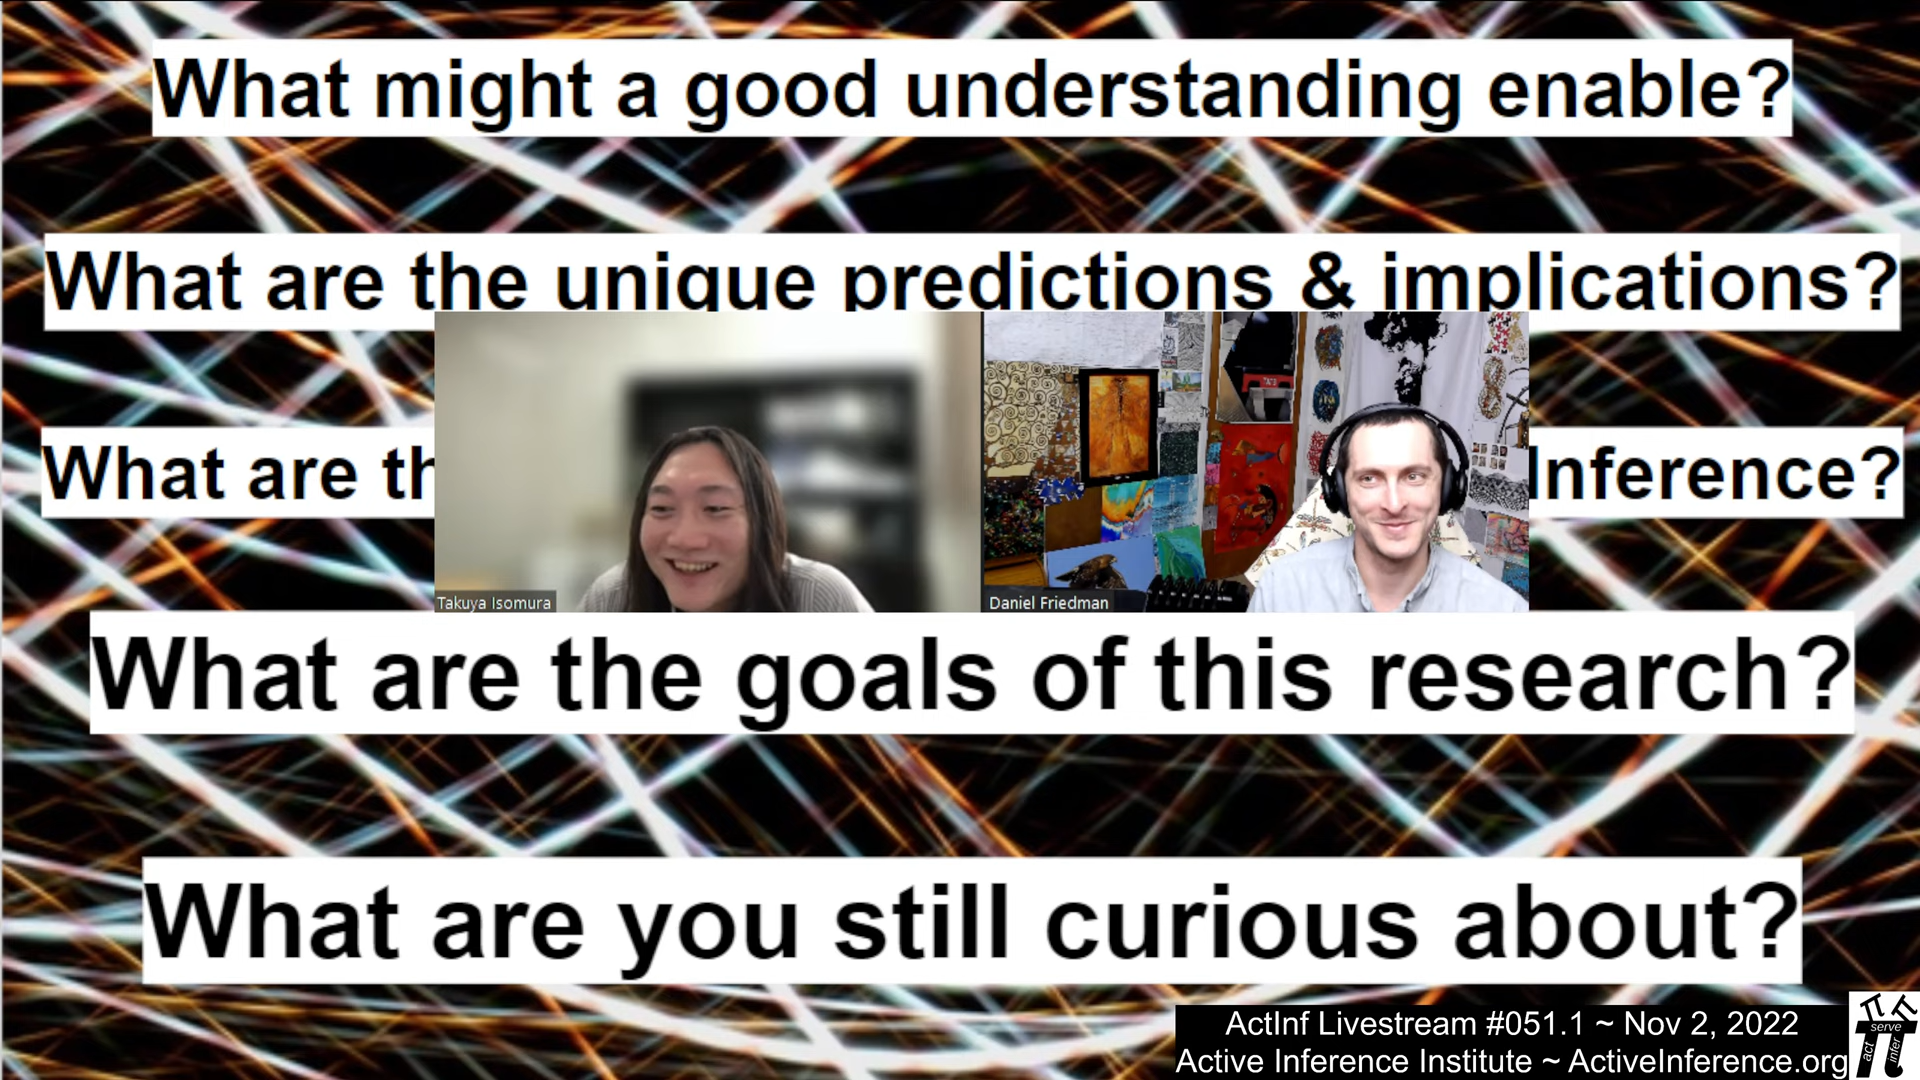 What might a good understanding enable?
What are the unique predictions & implications?
What are th
Inference?
Takuya Isomura
Daniel Friedman
What are the goals of this research?
What are you still curious about?
ActInf Livestream #051.1 ~ Nov 2, 2022
Active Inference Institute ~ ActiveInference.org
serve
act
infer